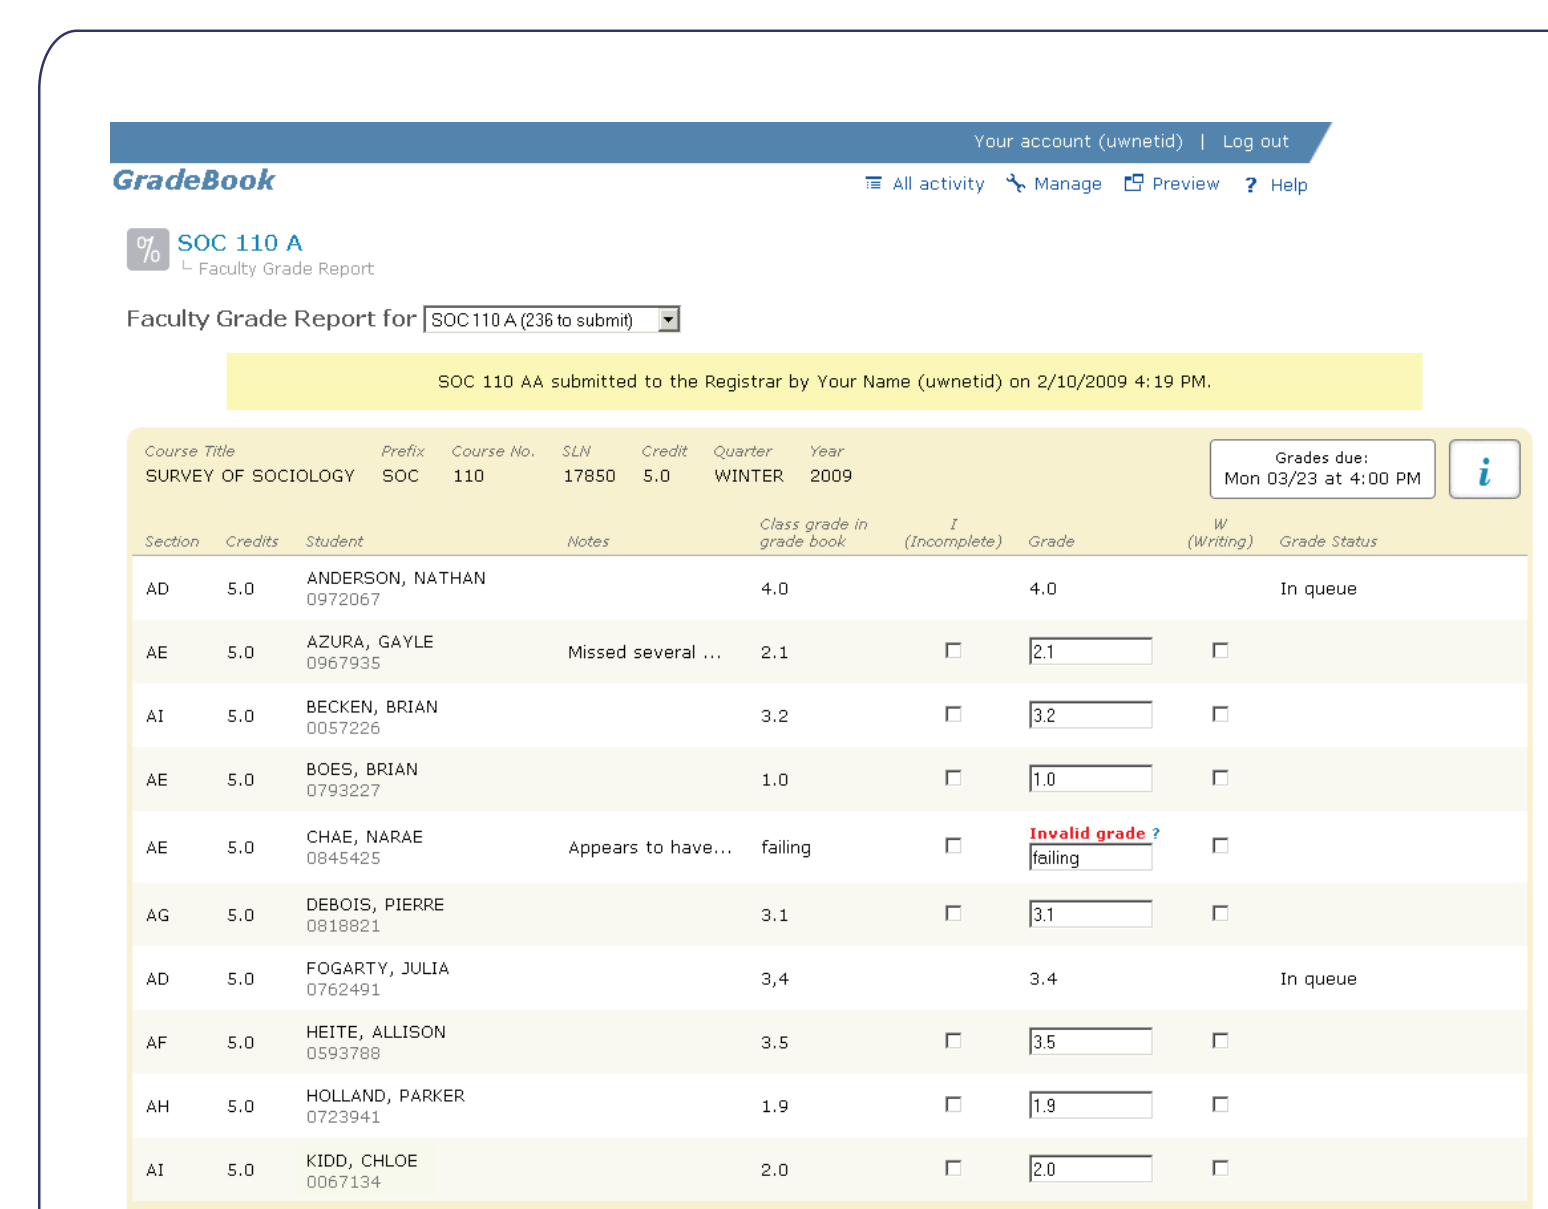 Your account (uwnetid) | Log out
GradeBook
All activity Manage Preview ? Help
% SOC 110 A
Faculty Grade Report
Faculty Grade Report for SOC 110 A (236 to submit)
SOC 110 AA submitted to the Registrar by Your Name (uwnetid) on 2/10/2009 4:19 PM.
Course Title Prefix Course No. SLN Credit Quarter Year
SURVEY OF SOCIOLOGY SOC 110 17850 5.0 WINTER 2009
Grades due:
Mon 03/23 at 4:00 PM
i
Section Credits Student Notes Class grade in grade book I (Incomplete) Grade W (Writing) Grade Status
AD 5.0 ANDERSON, NATHAN 4.0 4.0 In queue
0972067
AE 5.0 AZURA, GAYLE Missed several ... 2.1 2.1
0967935
AI 5.0 BECKEN, BRIAN 3.2 3.2
0057226
AE 5.0 BOES, BRIAN 1.0 1.0
0793227
Invalid grade ?
AE 5.0 CHAE, NARAE Appears to have... failing failing
0845425
AG 5.0 DEBOIS, PIERRE 3.1 3.1
0818821
AD 5.0 FOGARTY, JULIA 3,4 3.4 In queue
0762491
AF 5.0 HEITE, ALLISON 3.5 3.5
0593788
AH 5.0 HOLLAND, PARKER 1.9 1.9
0723941
AI 5.0 KIDD, CHLOE 2.0 2.0
0067134